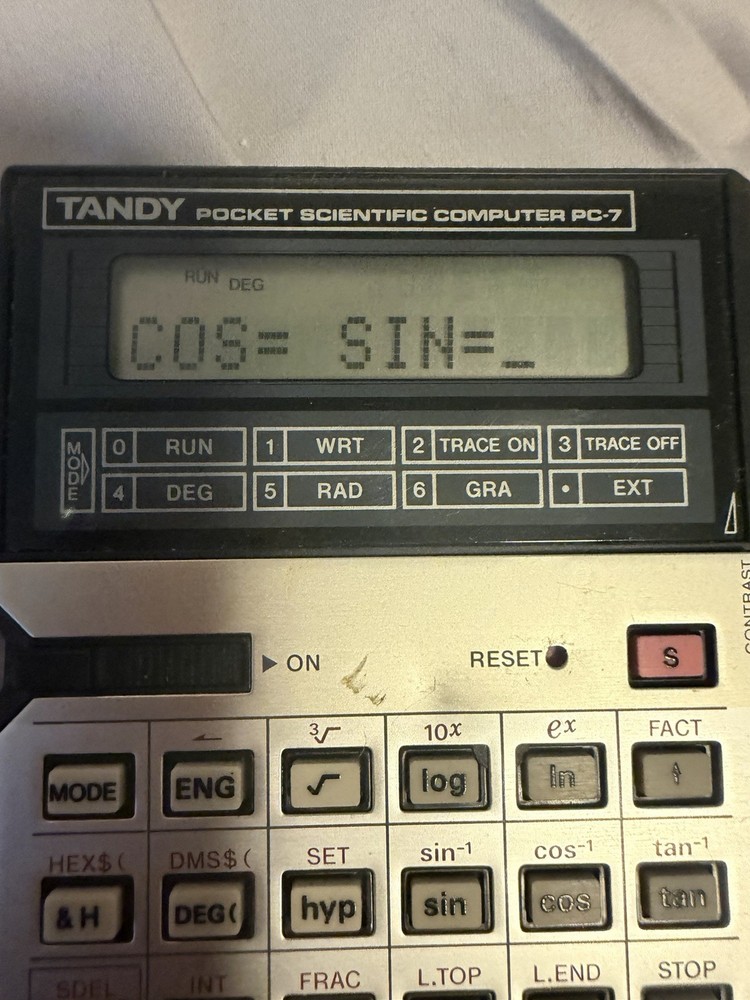 TANDY POCKET SCIENTIFIC COMPUTER PC-7
RUN DEG
COS= SIN=_
MODE 0 RUN 1 WRT 2 TRACE ON 3 TRACE OFF
4 DEG 5 RAD 6 GRA • EXT
CONTRAST
ON RESET S
³√ 10x ex FACT
MODE ENG √ log ln
HEX$( DMS$( SET sin-1 cos-1 tan-1
&H DEG( hyp sin cos tan
SDEL INT FRAC L.TOP L.END STOP